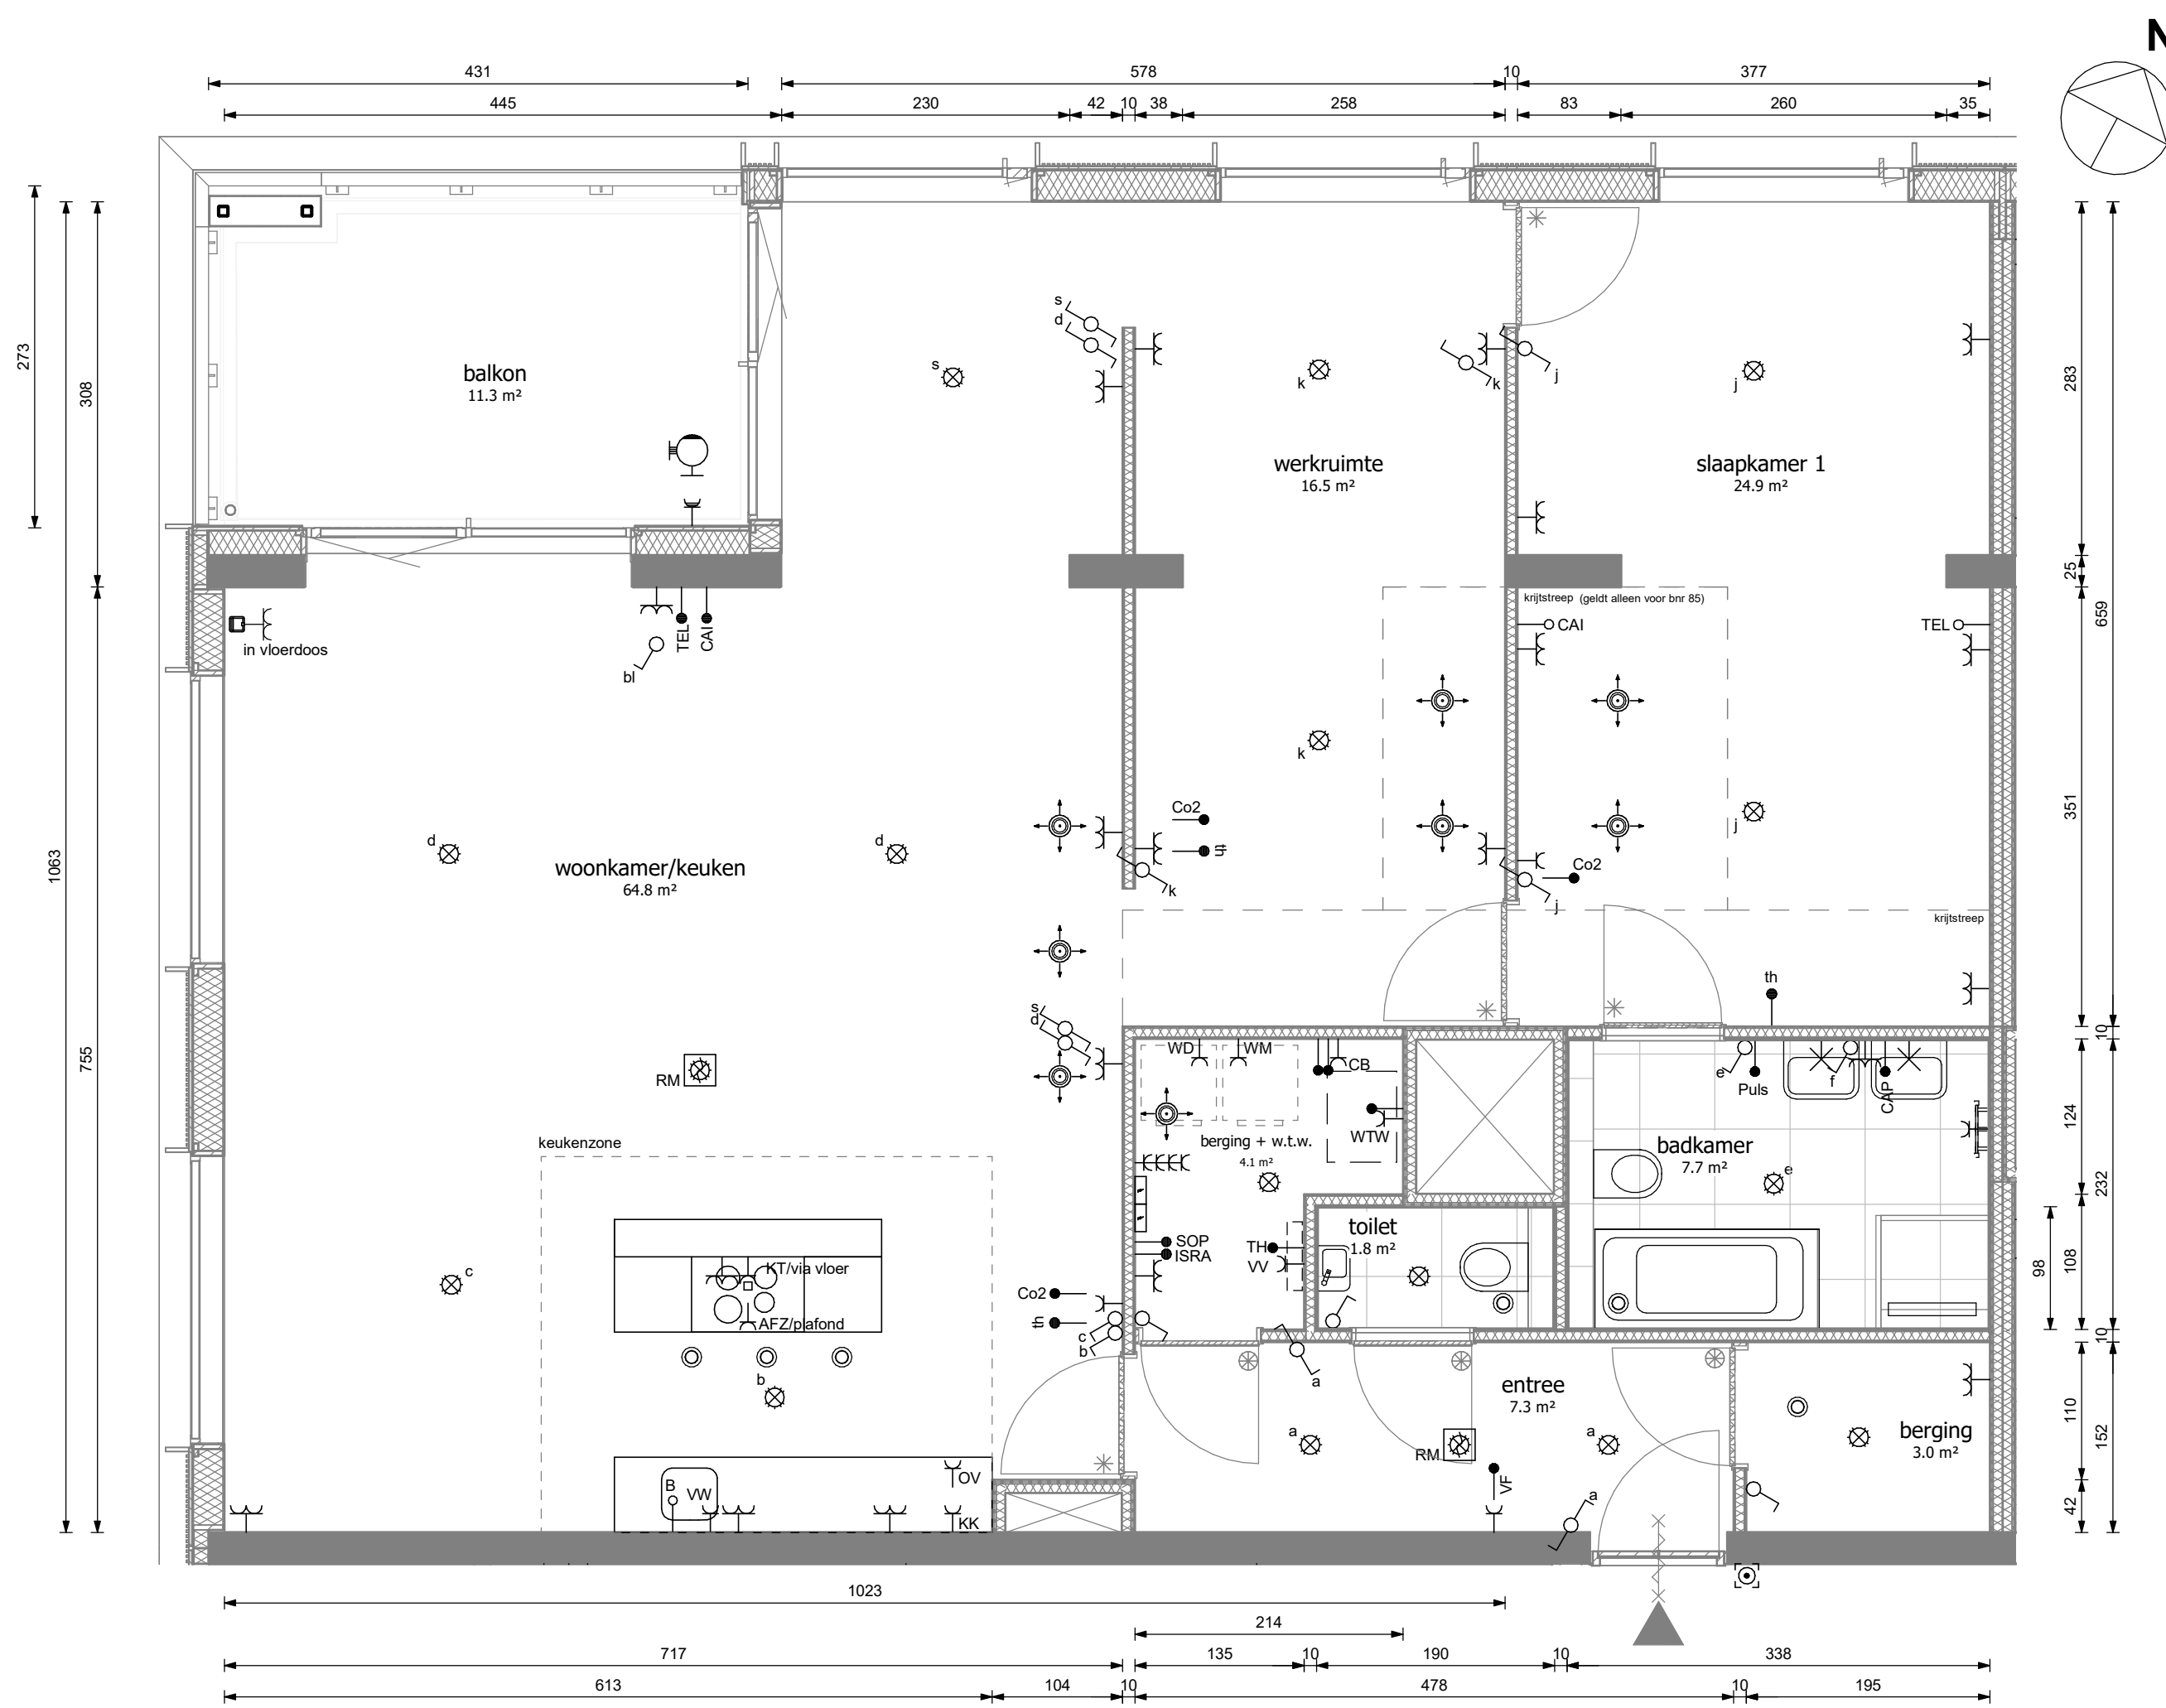 N
431
578
10
377
445
230
42
10
38
258
83
260
35
273
308
1063
755
balkon
11.3 m²
s
d
s
k
k
j
j
werkruimte
16.5 m²
slaapkamer 1
24.9 m²
283
25
659
351
krijtstreep (geldt alleen voor bnr 85)
in vloerdoos
bl
TEL
CAI
CAI
TEL
k
Co2
th
k
d
d
woonkamer/keuken
64.8 m²
j
Co2
j
krijtstreep
th
s
d
RM
WD
WM
CB
WTW
berging + w.t.w.
4.1 m²
e
Puls
f
CAP
badkamer
7.7 m²
e
10
124
232
108
98
10
keukenzone
SOP
ISRA
TH
VV
toilet
1.8 m²
c
KT/via vloer
AFZ/plafond
Co2
th
c
b
a
b
entree
7.3 m²
a
RM
a
VF
a
berging
3.0 m²
110
152
42
B
VW
OV
KK
1023
214
717
135
10
190
10
338
613
104
10
478
10
195